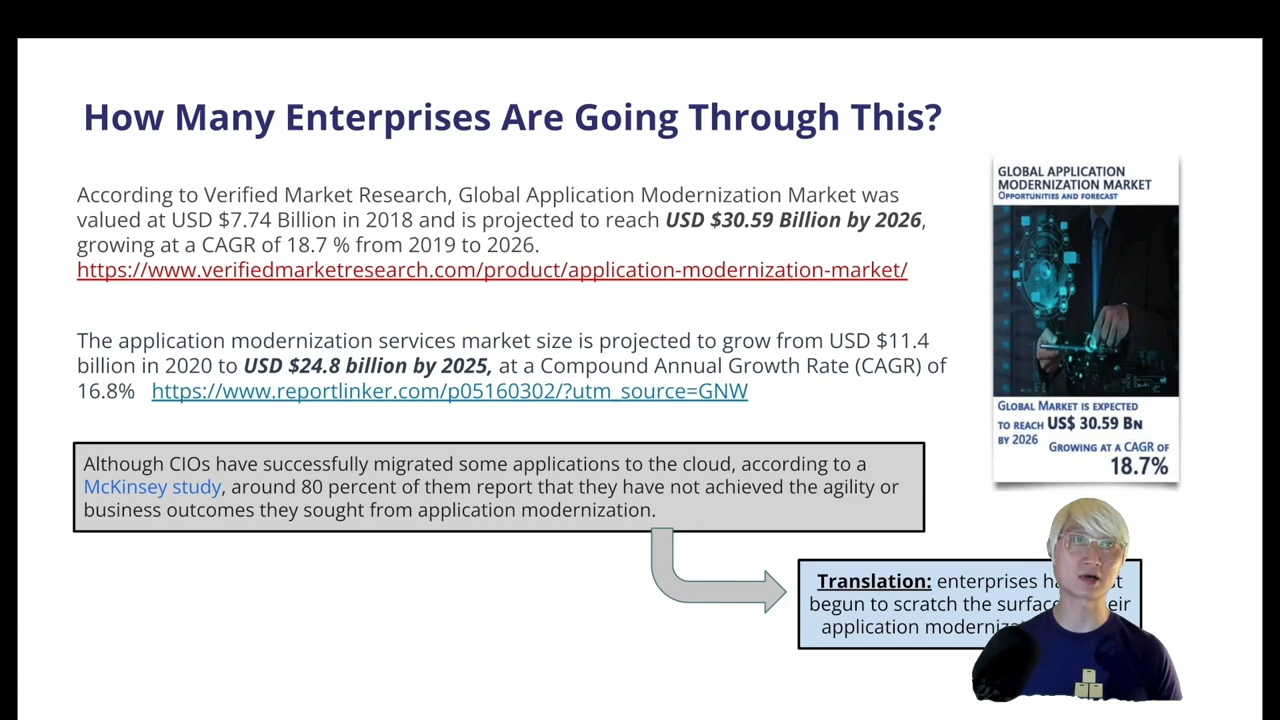 How Many Enterprises Are Going Through This?
According to Verified Market Research, Global Application Modernization Market was
valued at USD $7.74 Billion in 2018 and is projected to reach USD $30.59 Billion by 2026,
growing at a CAGR of 18.7 % from 2019 to 2026.
https://www.verifiedmarketresearch.com/product/application-modernization-market/
The application modernization services market size is projected to grow from USD $11.4
billion in 2020 to USD $24.8 billion by 2025, at a Compound Annual Growth Rate (CAGR) of
16.8% https://www.reportlinker.com/p05160302/?utm_source=GNW
Although CIOs have successfully migrated some applications to the cloud, according to a
McKinsey study, around 80 percent of them report that they have not achieved the agility or
business outcomes they sought from application modernization.
GLOBAL APPLICATION
MODERNIZATION MARKET
OPPORTUNITIES AND FORECAST
GLOBAL MARKET IS EXPECTED
TO REACH US$ 30.59 BN
BY 2026
GROWING AT A CAGR OF
18.7%
Translation: enterprises
begun to scratch the surface
application